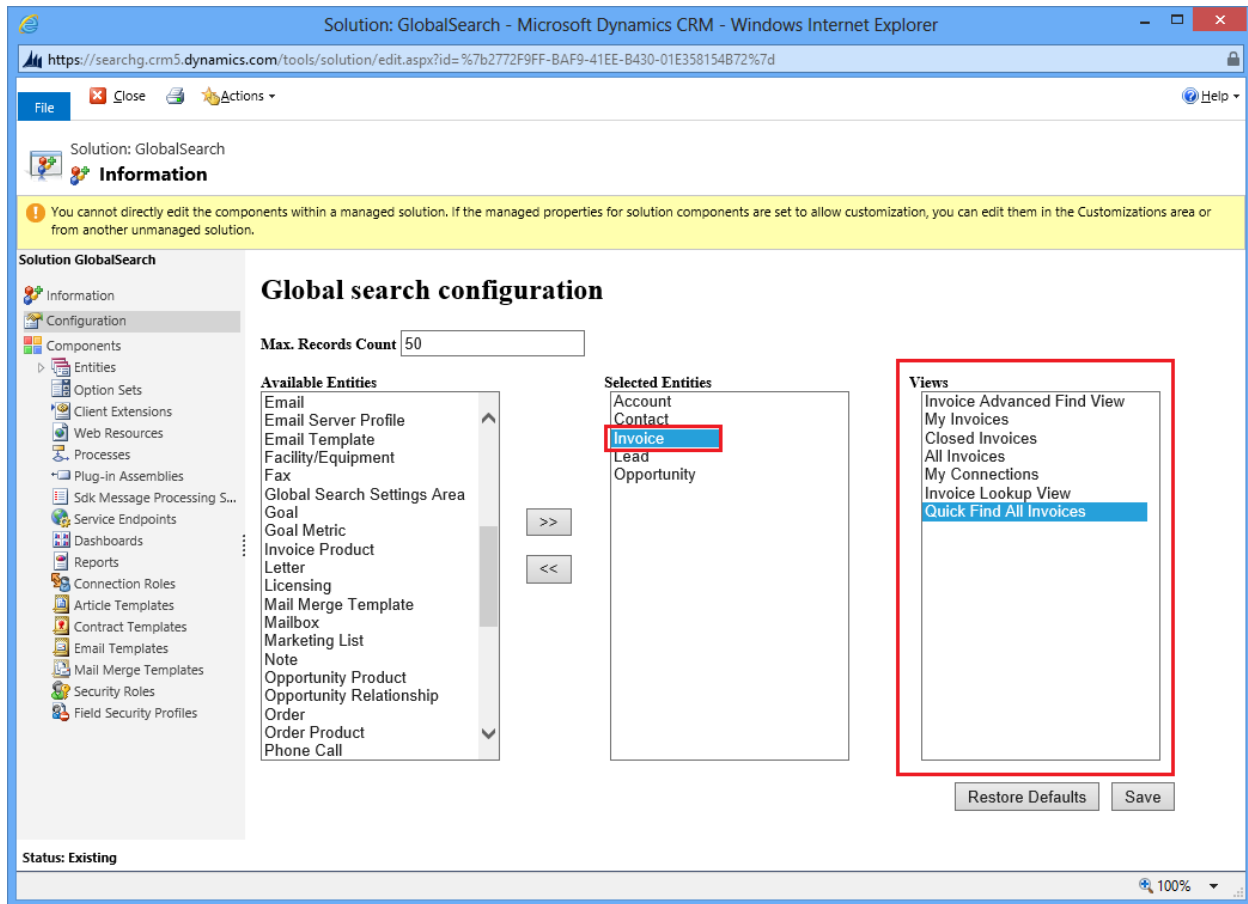 Solution: GlobalSearch - Microsoft Dynamics CRM - Windows Internet Explorer
https://searchg.crm5.dynamics.com/tools/solution/edit.aspx?id=%7b2772F9FF-BAF9-41EE-B430-01E358154B72%7d
File
Close
Actions
Help
Solution: GlobalSearch
Information
You cannot directly edit the components within a managed solution. If the managed properties for solution components are set to allow customization, you can edit them in the Customizations area or
from another unmanaged solution.
Solution GlobalSearch
Information
Configuration
Components
Entities
Option Sets
Client Extensions
Web Resources
Processes
Plug-in Assemblies
Sdk Message Processing S...
Service Endpoints
Dashboards
Reports
Connection Roles
Article Templates
Contract Templates
Email Templates
Mail Merge Templates
Security Roles
Field Security Profiles
Global search configuration
Max. Records Count 50
Available Entities
Email
Email Server Profile
Email Template
Facility/Equipment
Fax
Global Search Settings Area
Goal
Goal Metric
Invoice Product
Letter
Licensing
Mail Merge Template
Mailbox
Marketing List
Note
Opportunity Product
Opportunity Relationship
Order
Order Product
Phone Call
>>
<<
Selected Entities
Account
Contact
Invoice
Lead
Opportunity
Views
Invoice Advanced Find View
My Invoices
Closed Invoices
All Invoices
My Connections
Invoice Lookup View
Quick Find All Invoices
Restore Defaults
Save
Status: Existing
100%